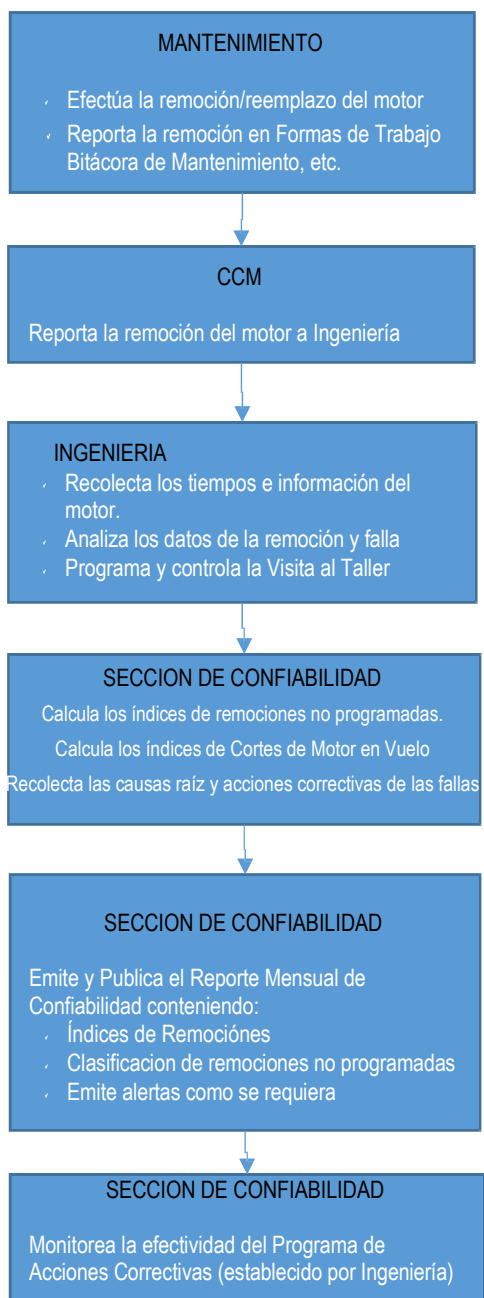 MANTENIMIENTO
✓ Efectúa la remoción/reemplazo del motor
✓ Reporta la remoción en Formas de Trabajo
Bitácora de Mantenimiento, etc.
CCM
Reporta la remoción del motor a Ingeniería
INGENIERIA
✓ Recolecta los tiempos e información del
motor.
✓ Analiza los datos de la remoción y falla
✓ Programa y controla la Visita al Taller
SECCION DE CONFIABILIDAD
Calcula los índices de remociones no programadas.
Calcula los índices de Cortes de Motor en Vuelo
Recolecta las causas raíz y acciones correctivas de las fallas
SECCION DE CONFIABILIDAD
Emite y Publica el Reporte Mensual de
Confiabilidad conteniendo:
✓ Índices de Remociónes
✓ Clasificacion de remociones no programadas
✓ Emite alertas como se requiera
SECCION DE CONFIABILIDAD
Monitorea la efectividad del Programa de
Acciones Correctivas (establecido por Ingeniería)